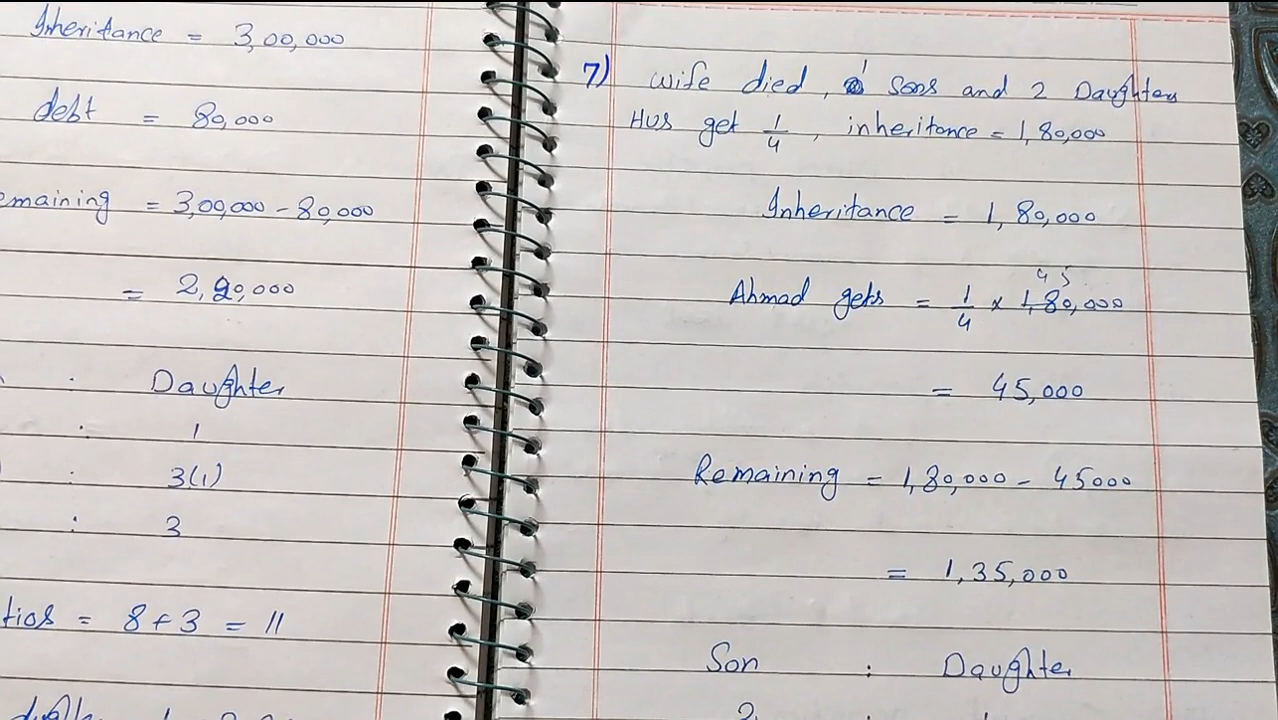 Inheritance = 3,00,000
debt = 80,000
emaining = 3,00,000 - 80,000
= 2,20,000
: Daughter
: 1
: 3(1)
: 3
tios = 8 + 3 = 11
7) Wife died, 1 Sons and 2 Daughters
Hus get 1/4, inheritance = 1,80,000
Inheritance = 1,80,000
45
Ahmad gets = 1/4 x 1,80,000
= 45,000
Remaining = 1,80,000 - 45000
= 1,35,000
Son : Daughter
2 : 1